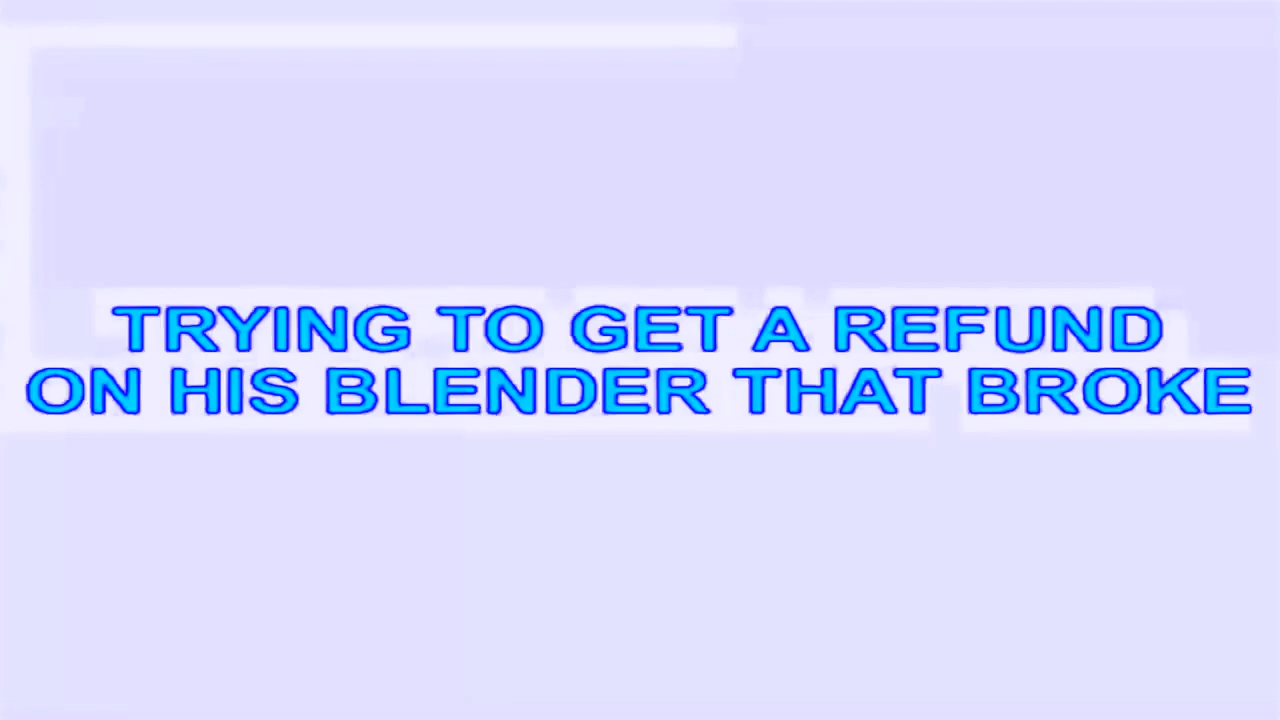 TRYING TO GET A REFUND
ON HIS BLENDER THAT BROKE